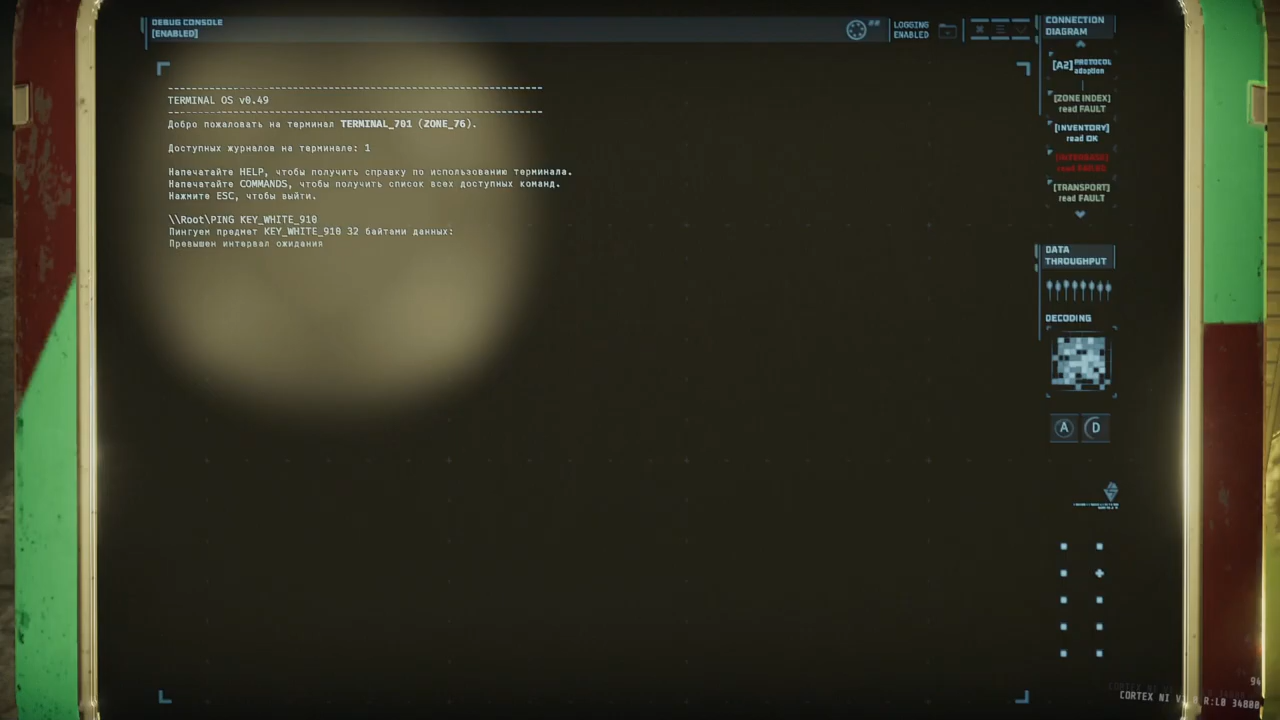 DEBUG CONSOLE
[ENABLED]
LOGGING
ENABLED
--------------------------------------------------------------
TERMINAL OS v0.49
--------------------------------------------------------------
Добро пожаловать на терминал TERMINAL_701 (ZONE_76).
Доступных журналов на терминале: 1
Напечатайте HELP, чтобы получить справку по использованию терминала.
Напечатайте COMMANDS, чтобы получить список всех доступных команд.
Нажмите ESC, чтобы выйти.
\\Root\PING KEY_WHITE_910
Пингуем предмет KEY_WHITE_910 32 байтами данных:
Превышен интервал ожидания
CONNECTION
DIAGRAM
[A2] PROTOCOL
adaption
[ZONE INDEX]
read FAULT
[INVENTORY]
read OK
[TRANSPORT]
read FAULT
DATA
THROUGHPUT
DECODING
A D
94